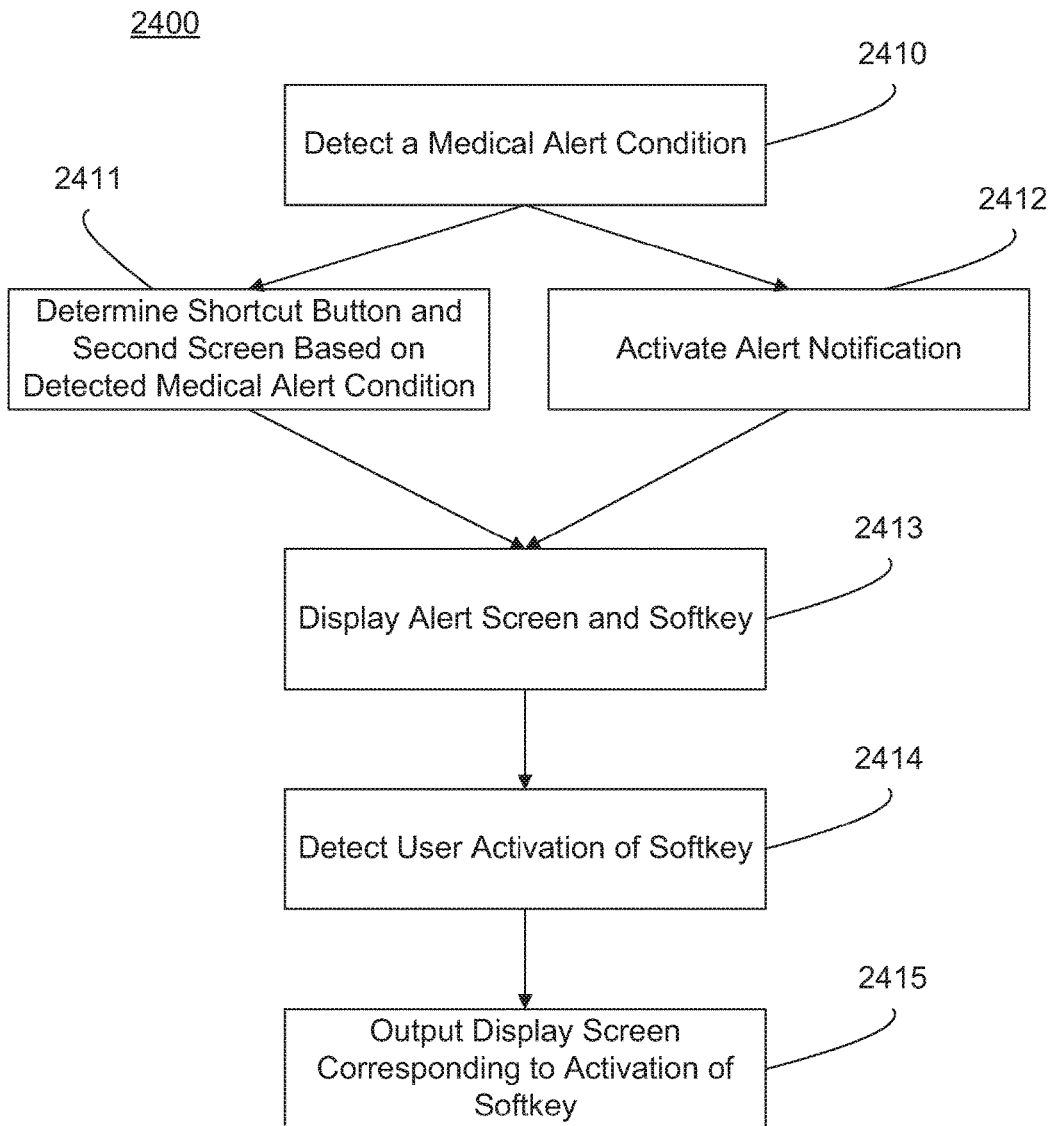 2400
2410
Detect a Medical Alert Condition
2411
2412
Determine Shortcut Button and
Second Screen Based on
Detected Medical Alert Condition
Activate Alert Notification
2413
Display Alert Screen and Softkey
2414
Detect User Activation of Softkey
2415
Output Display Screen
Corresponding to Activation of
Softkey